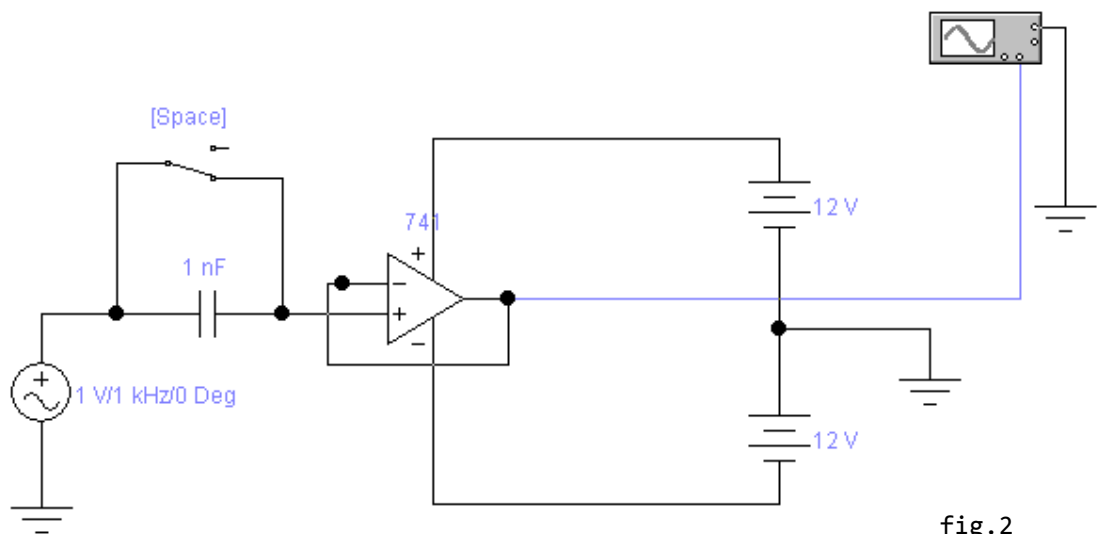 [Space]
12 V
741
+
1 nF
−
+
−
+
1 V/1 kHz/0 Deg
12 V
fig.2